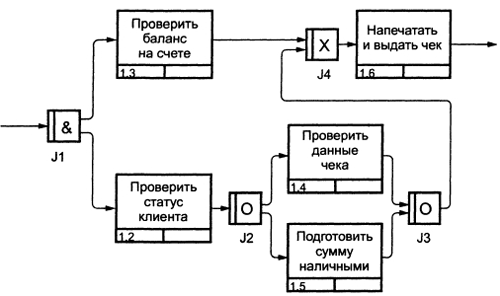 Проверить
баланс
на счете
1.3
&
J1
X
J4
Напечатать
и выдать чек
1.6
Проверить
статус
клиента
1.2
O
J2
Проверить
данные
чека
1.4
Подготовить
сумму
наличными
1.5
O
J3